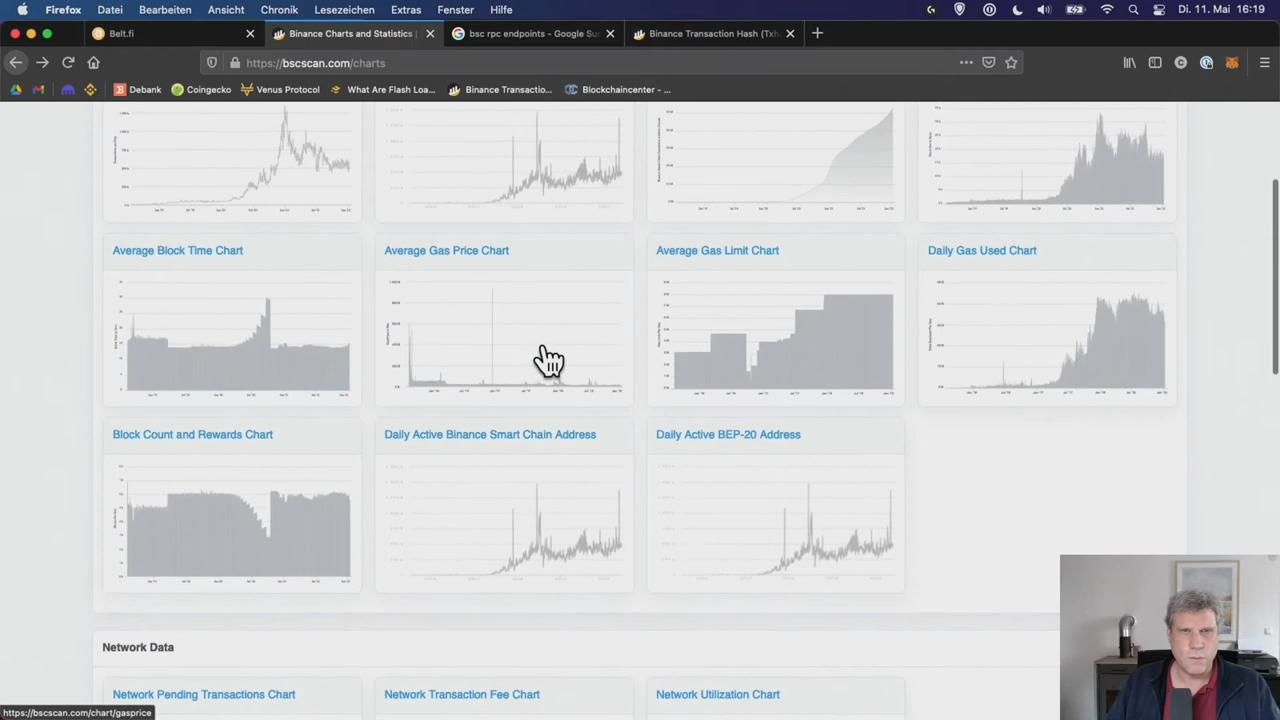 Firefox Datei Bearbeiten Ansicht Chronik Lesezeichen Extras Fenster Hilfe Di. 11. Mai 16:19
Belt.fi Binance Charts and Statistics | bsc rpc endpoints - Google Su Binance Transaction Hash (Txh
https://bscscan.com/charts
Debank Coingecko Venus Protocol What Are Flash Loa... Binance Transactio... Blockchaincenter - ...
Average Block Time Chart Average Gas Price Chart Average Gas Limit Chart Daily Gas Used Chart
Block Count and Rewards Chart Daily Active Binance Smart Chain Address Daily Active BEP-20 Address
Network Data
Network Pending Transactions Chart Network Transaction Fee Chart Network Utilization Chart
https://bscscan.com/chart/gasprice